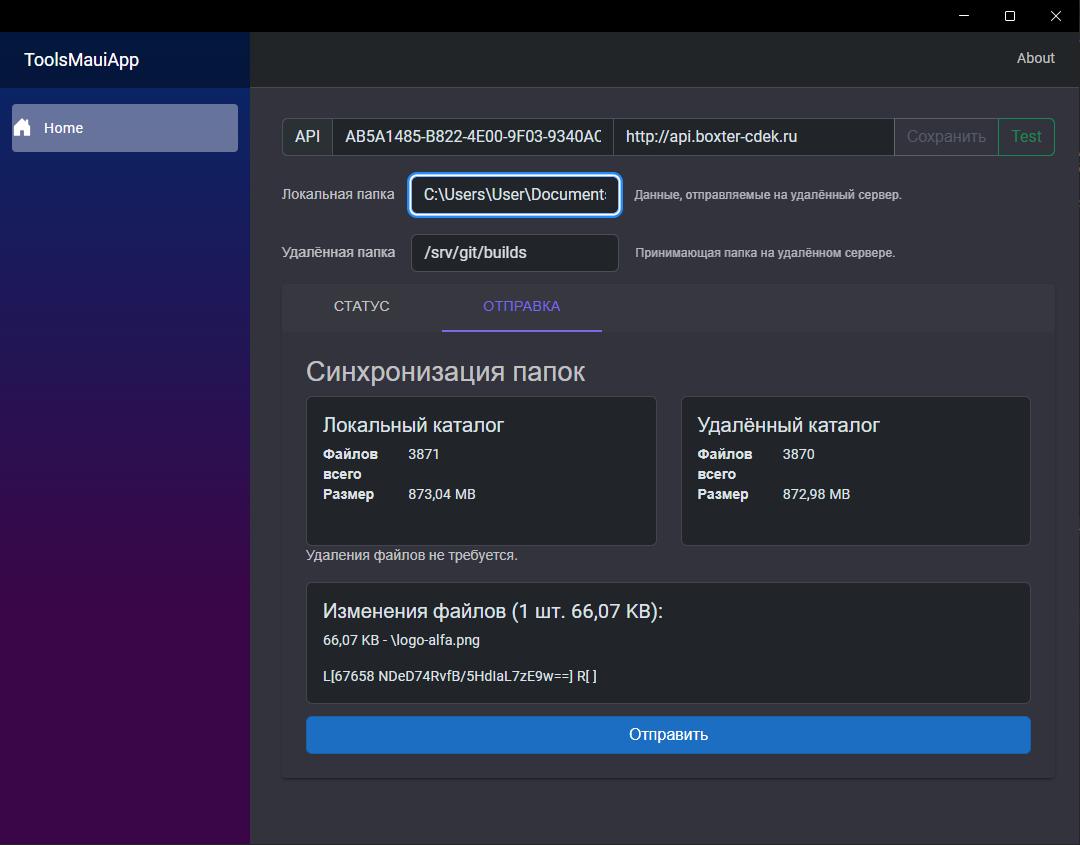 ToolsMauiApp
About
Home
API AB5A1485-B822-4E00-9F03-9340AC http://api.boxter-cdek.ru Сохранить Test
Локальная папка C:\Users\User\Document Данные, отправляемые на удалённый сервер.
Удалённая папка /srv/git/builds Принимающая папка на удалённом сервере.
СТАТУС ОТПРАВКА
Синхронизация папок
Локальный каталог
Файлов всего 3871
Размер 873,04 MB
Удалённый каталог
Файлов всего 3870
Размер 872,98 MB
Удаления файлов не требуется.
Изменения файлов (1 шт. 66,07 KB):
66,07 KB - \logo-alfa.png
L[67658 NDeD74RvfB/5HdIaL7zE9w==] R[ ]
Отправить